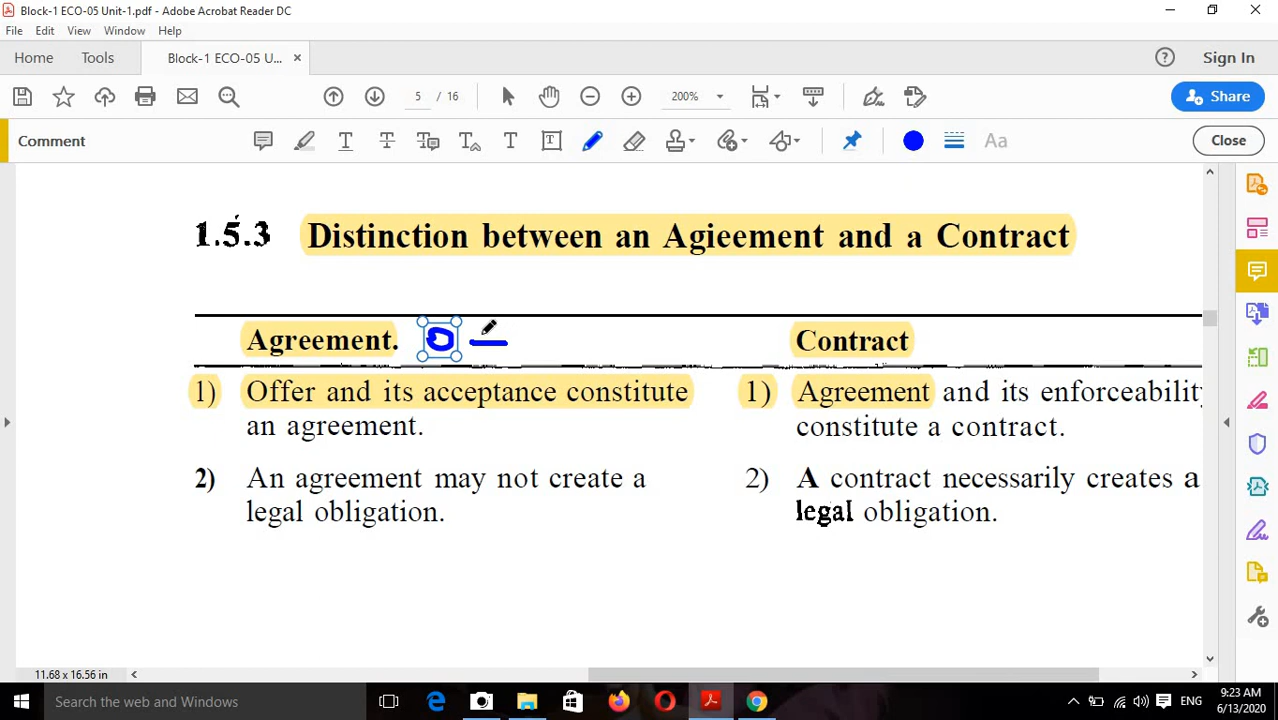 Block-1 ECO-05 Unit-1.pdf - Adobe Acrobat Reader DC
File Edit View Window Help
Home Tools Block-1 ECO-05 U... Sign In
5 / 16 200% Share
Comment Aa Close
1.5.3 Distinction between an Agieement and a Contract
Agreement. Contract
1) Offer and its acceptance constitute 1) Agreement and its enforceability
an agreement. constitute a contract.
2) An agreement may not create a 2) A contract necessarily creates a
legal obligation. legal obligation.
11.68 x 16.56 in
Search the web and Windows ENG 9:23 AM
6/13/2020